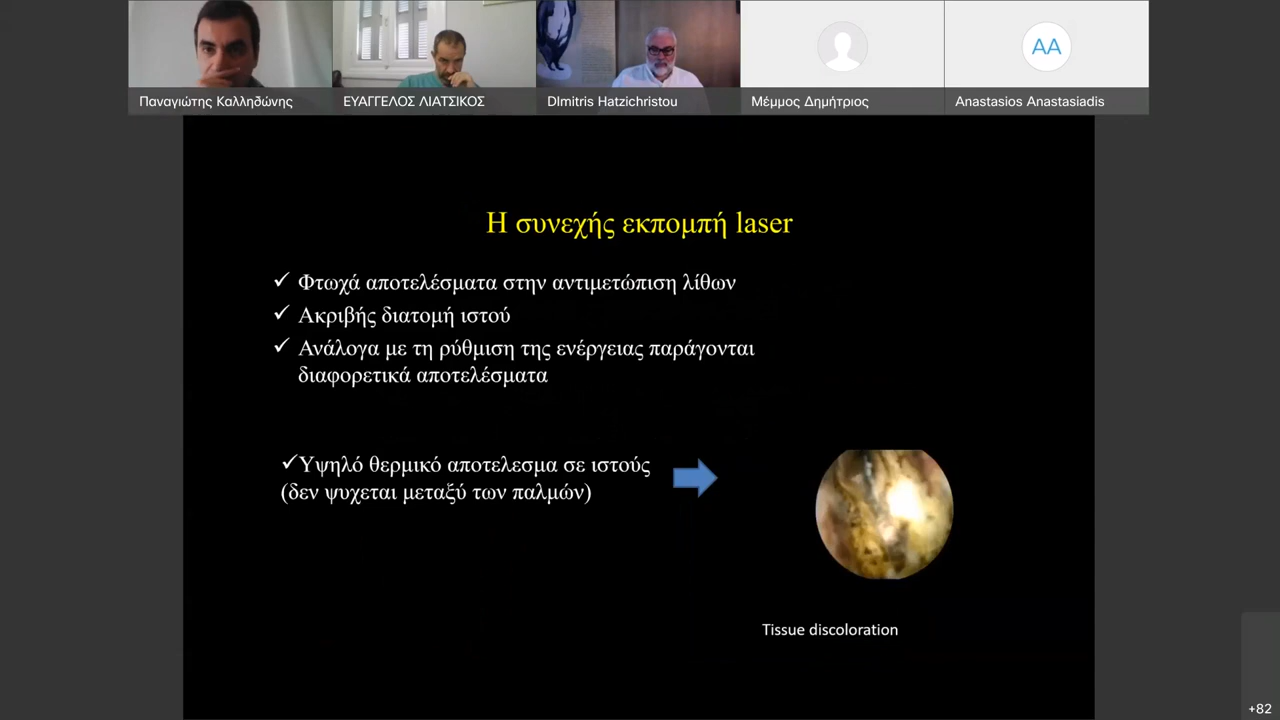 Παναγιώτης Καλληδώνης
ΕΥΑΓΓΕΛΟΣ ΛΙΑΤΣΙΚΟΣ
DImitris Hatzichristou
Μέμμος Δημήτριος
Anastasios Anastasiadis
AA
Η συνεχής εκπομπή laser
✓ Φτωχά αποτελέσματα στην αντιμετώπιση λίθων
✓ Ακριβής διατομή ιστού
✓ Ανάλογα με τη ρύθμιση της ενέργειας παράγονται
διαφορετικά αποτελέσματα
✓Υψηλό θερμικό αποτελεσμα σε ιστούς
(δεν ψυχεται μεταξύ των παλμών)
Tissue discoloration
+82